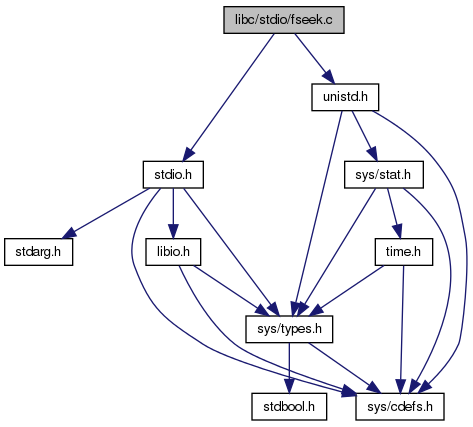 libc/stdio/fseek.c
unistd.h
stdio.h
sys/stat.h
stdarg.h
libio.h
time.h
sys/types.h
stdbool.h
sys/cdefs.h